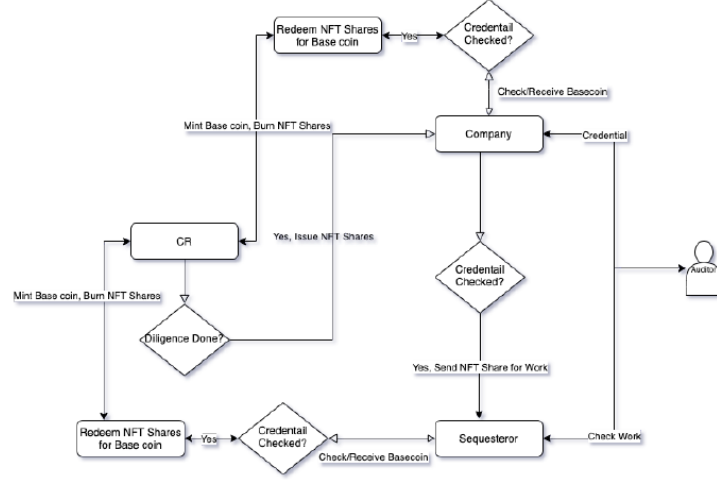 Redeem NFT Shares
for Base coin
Yes
Credentail
Checked?
Check/Receive Basecoin
Mint Base coin, Burn NFT Shares
Company
Credential
CR
Yes, Issue NFT Shares
Credentail
Checked?
Auditor
Mint Base coin, Burn NFT Shares
Diligence Done?
Yes, Send NFT Share for Work
Redeem NFT Shares
for Base coin
Yes
Credentail
Checked?
Check/Receive Basecoin
Sequesteror
Check Work